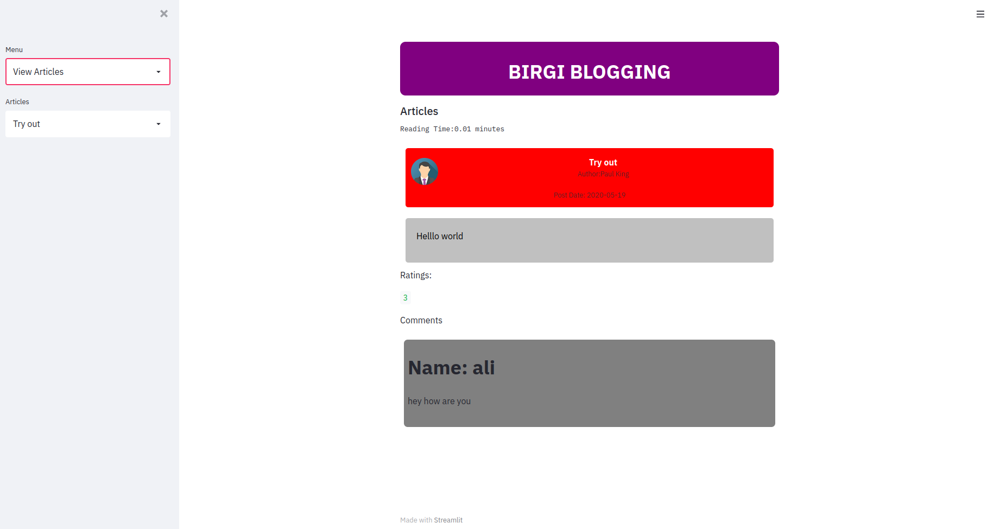 Menu
View Articles
Articles
Try out
BIRGI BLOGGING
Articles
Reading Time:0.01 minutes
Try out
Author:Paul King
Post Date: 2020-05-19
Helllo world
Ratings:
3
Comments
Name: ali
hey how are you
Made with Streamlit